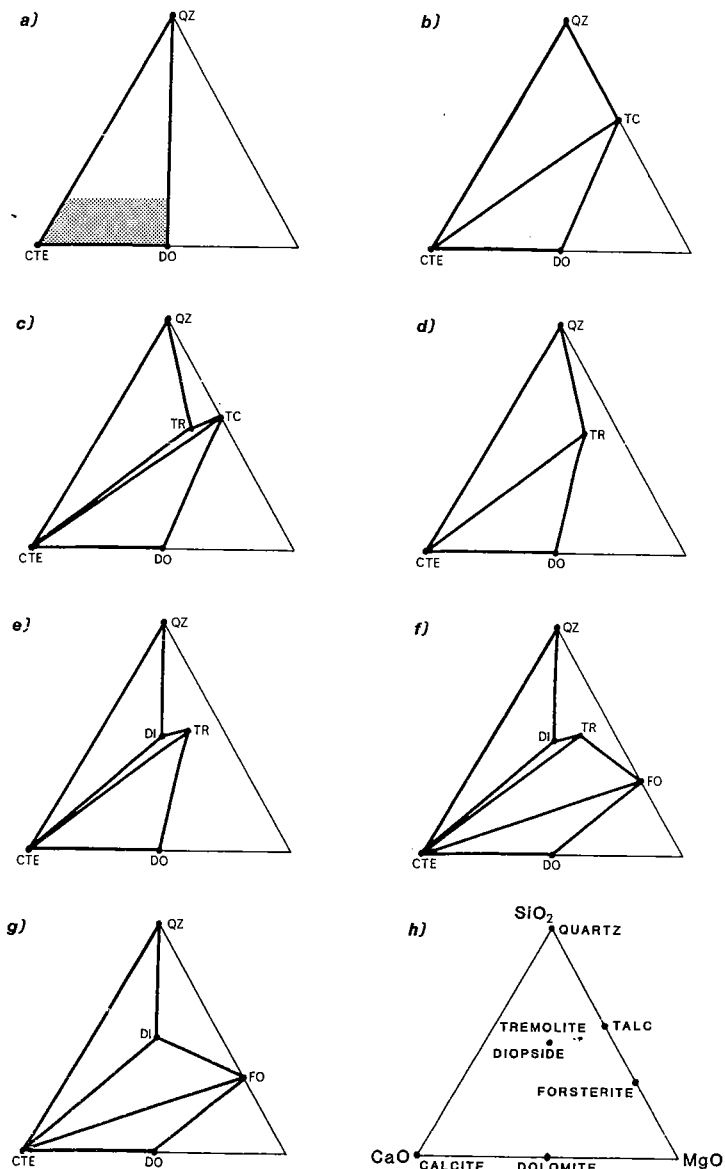 a)
QZ
CTE
DO
b)
QZ
TC
CTE
DO
c)
QZ
TR
TC
CTE
DO
d)
QZ
TR
CTE
DO
e)
QZ
DI
TR
CTE
DO
f)
QZ
DI
TR
FO
CTE
DO
g)
QZ
DI
FO
CTE
DO
h)
SiO₂
QUARTZ
TREMOLITE
TALC
DIOPSIDE
FORSTERITE
CaO
MgO
CALCITE
DOLOMITE